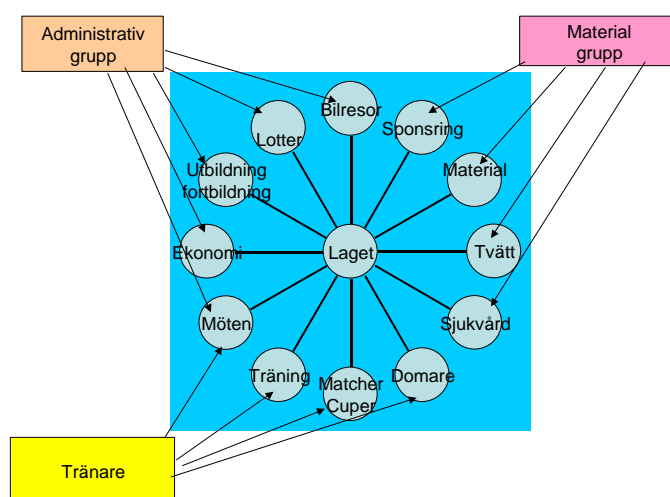 Administrativ
grupp
Material
grupp
Bilresor
Lotter
Sponsring
Utbildning
fortbildning
Material
Ekonomi
Laget
Tvätt
Möten
Sjukvård
Träning
Matcher
Cuper
Domare
Tränare